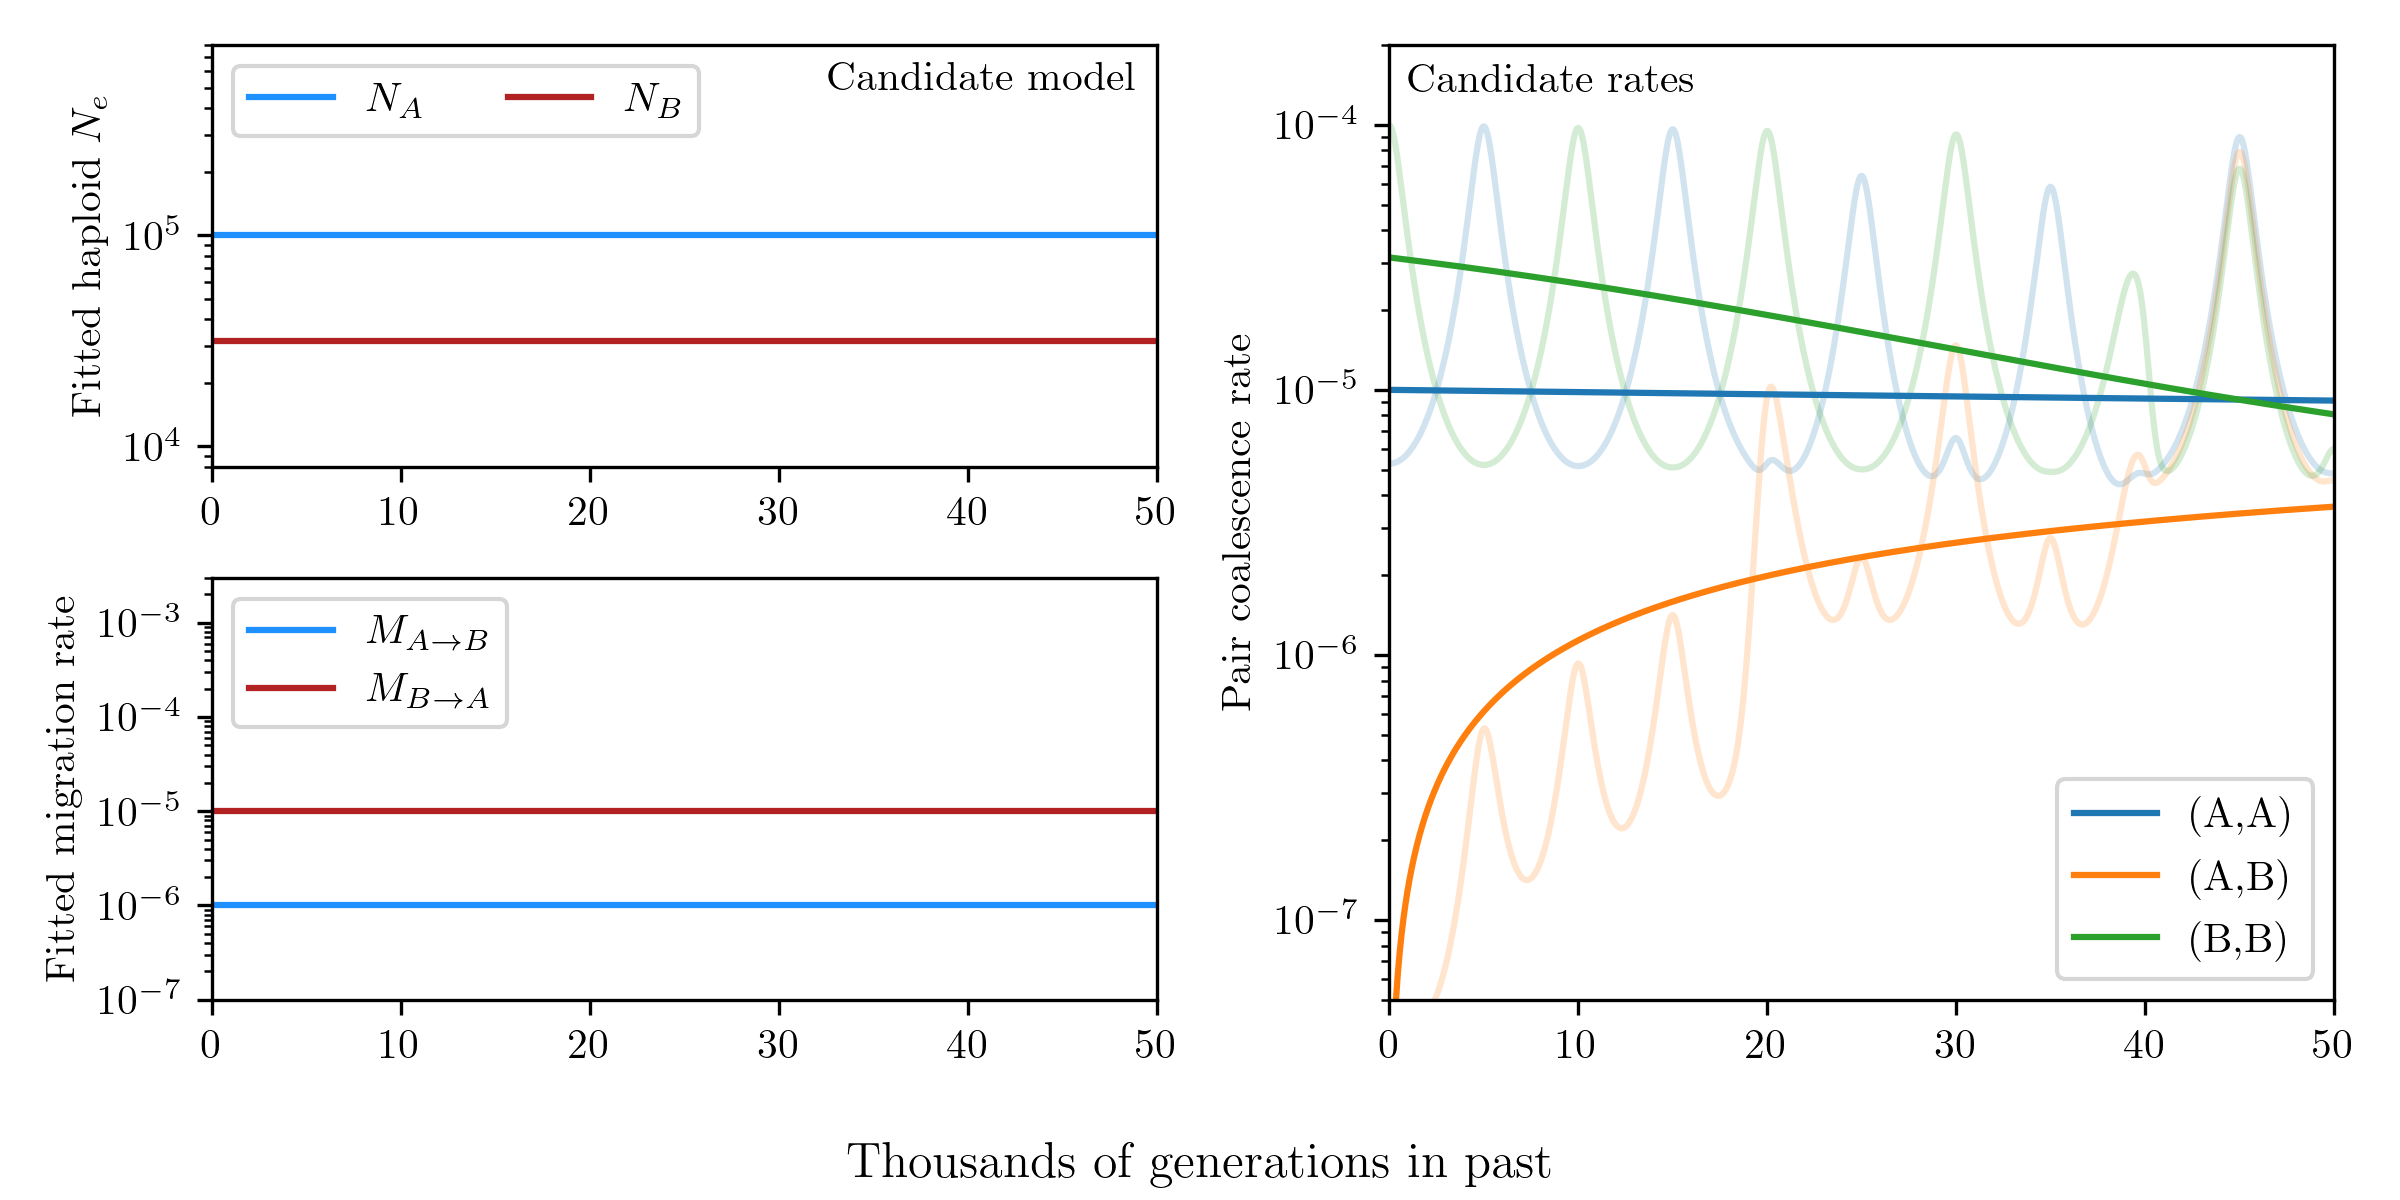 Candidate model
N_A N_B
Fitted haploid N_e
10^5
10^4
0 10 20 30 40 50
M_{A→B}
M_{B→A}
Fitted migration rate
10^{-3}
10^{-4}
10^{-5}
10^{-6}
10^{-7}
0 10 20 30 40 50
Candidate rates
Pair coalescence rate
10^{-4}
10^{-5}
10^{-6}
10^{-7}
(A,A)
(A,B)
(B,B)
0 10 20 30 40 50
Thousands of generations in past